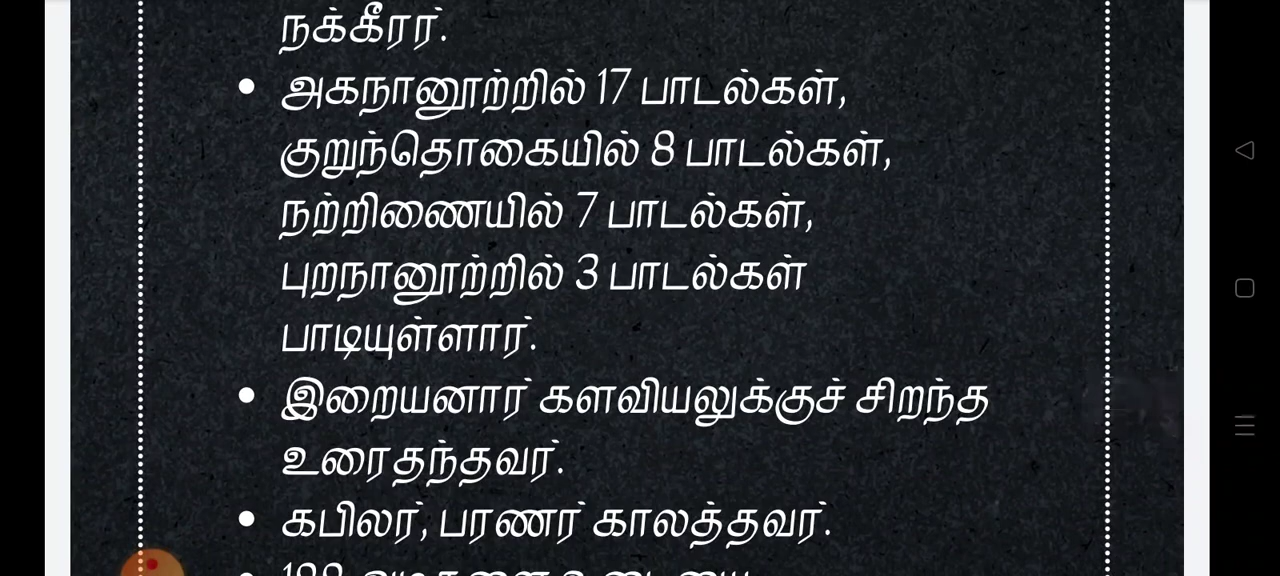 நக்கீரர்.
• அகநானூற்றில் 17 பாடல்கள்,
குறுந்தொகையில் 8 பாடல்கள்,
நற்றிணையில் 7 பாடல்கள்,
புறநானூற்றில் 3 பாடல்கள்
பாடியுள்ளார்.
• இறையனார் களவியலுக்குச் சிறந்த
உரைதந்தவர்.
• கபிலர், பரணர் காலத்தவர்.